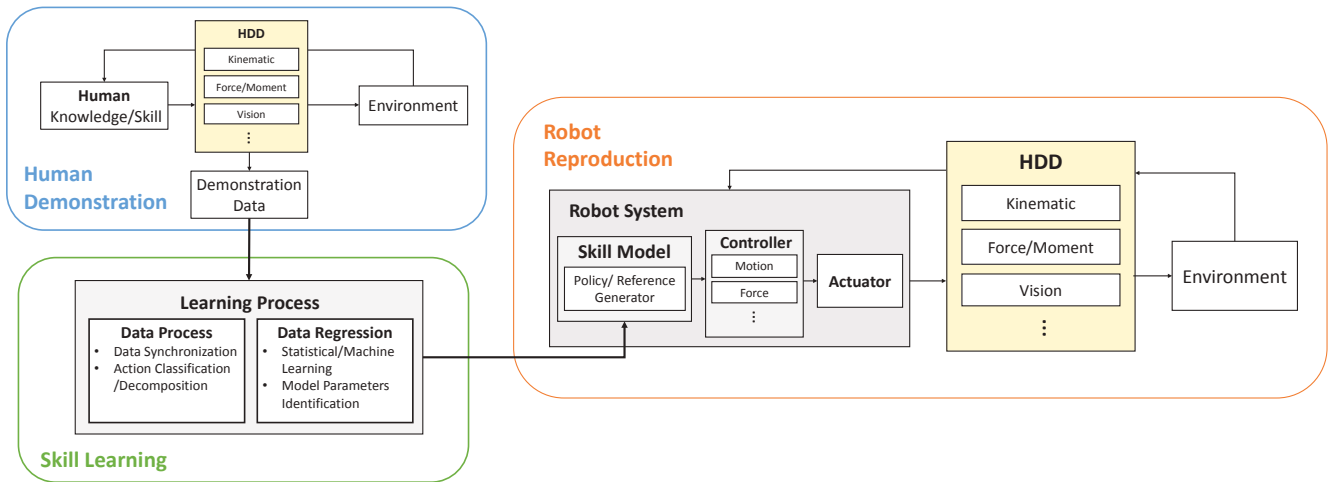 HDD
Kinematic
Force/Moment
Vision
⋮
Human
Knowledge/Skill
Environment
Demonstration
Data
Human
Demonstration
Learning Process
Data Process
• Data Synchronization
• Action Classification
/Decomposition
Data Regression
• Statistical/Machine
Learning
• Model Parameters
Identification
Skill Learning
Robot
Reproduction
Robot System
Skill Model
Policy/ Reference
Generator
Controller
Motion
Force
⋮
Actuator
HDD
Kinematic
Force/Moment
Vision
⋮
Environment